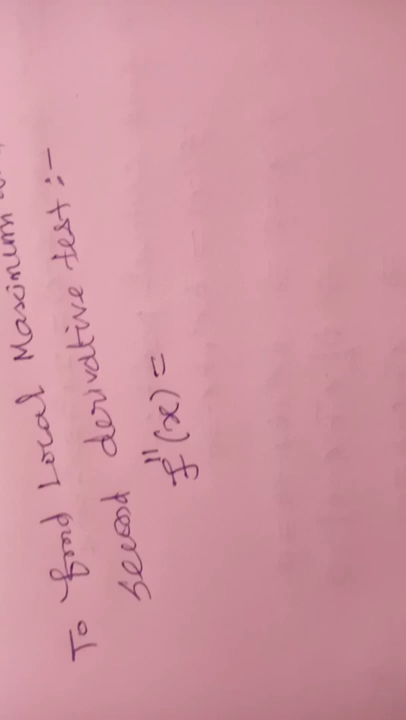 To find Local Maximum
second derivative test :-
f''(x) =